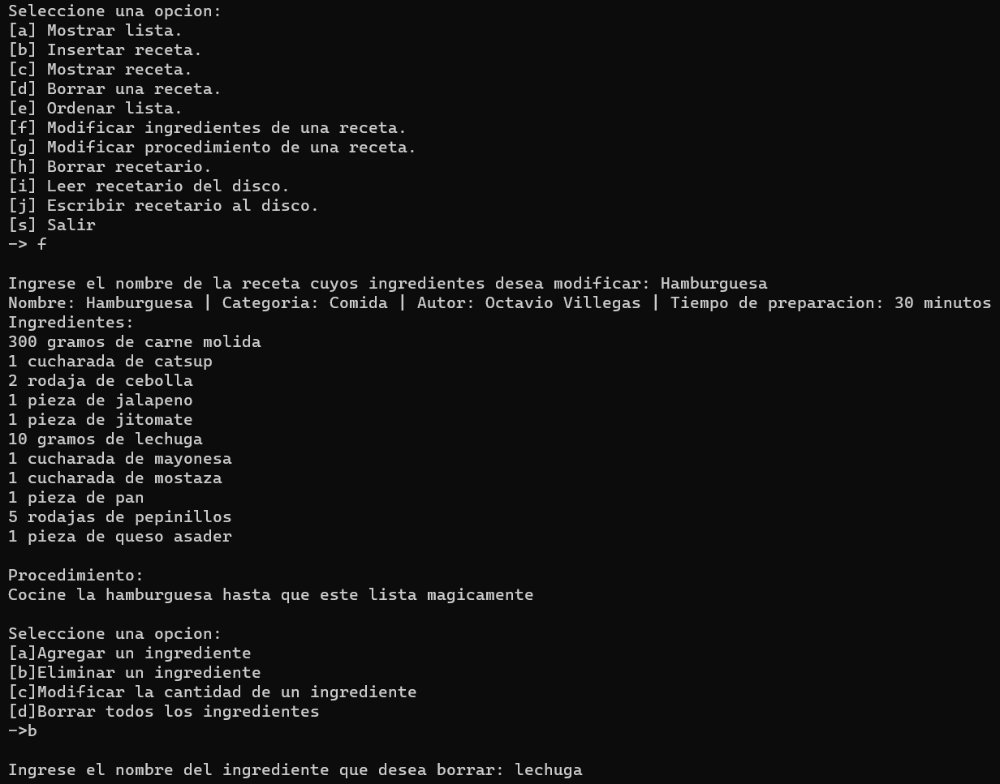 Seleccione una opcion:
[a] Mostrar lista.
[b] Insertar receta.
[c] Mostrar receta.
[d] Borrar una receta.
[e] Ordenar lista.
[f] Modificar ingredientes de una receta.
[g] Modificar procedimiento de una receta.
[h] Borrar recetario.
[i] Leer recetario del disco.
[j] Escribir recetario al disco.
[s] Salir
-> f
Ingrese el nombre de la receta cuyos ingredientes desea modificar: Hamburguesa
Nombre: Hamburguesa | Categoria: Comida | Autor: Octavio Villegas | Tiempo de preparacion: 30 minutos
Ingredientes:
300 gramos de carne molida
1 cucharada de catsup
2 rodaja de cebolla
1 pieza de jalapeno
1 pieza de jitomate
10 gramos de lechuga
1 cucharada de mayonesa
1 cucharada de mostaza
1 pieza de pan
5 rodajas de pepinillos
1 pieza de queso asader
Procedimiento:
Cocine la hamburguesa hasta que este lista magicamente
Seleccione una opcion:
[a]Agregar un ingrediente
[b]Eliminar un ingrediente
[c]Modificar la cantidad de un ingrediente
[d]Borrar todos los ingredientes
->b
Ingrese el nombre del ingrediente que desea borrar: lechuga